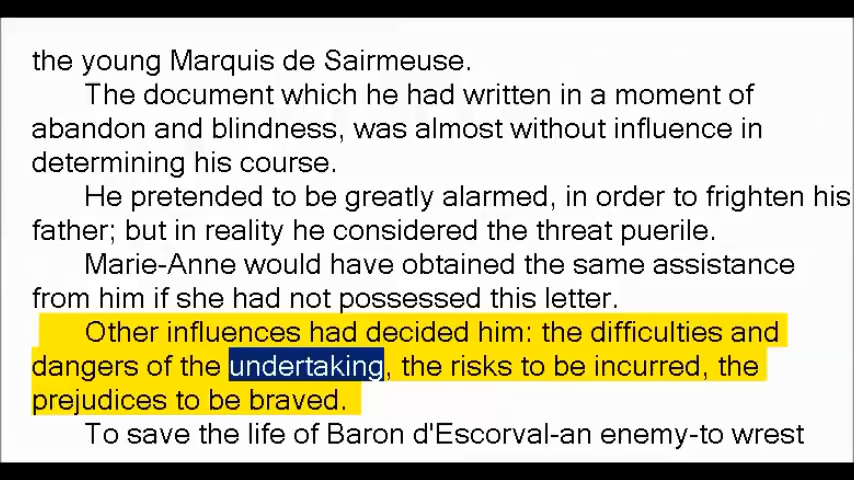 the young Marquis de Sairmeuse.
The document which he had written in a moment of
abandon and blindness, was almost without influence in
determining his course.
He pretended to be greatly alarmed, in order to frighten his
father; but in reality he considered the threat puerile.
Marie-Anne would have obtained the same assistance
from him if she had not possessed this letter.
Other influences had decided him: the difficulties and
dangers of the undertaking, the risks to be incurred, the
prejudices to be braved.
To save the life of Baron d'Escorval-an enemy-to wrest